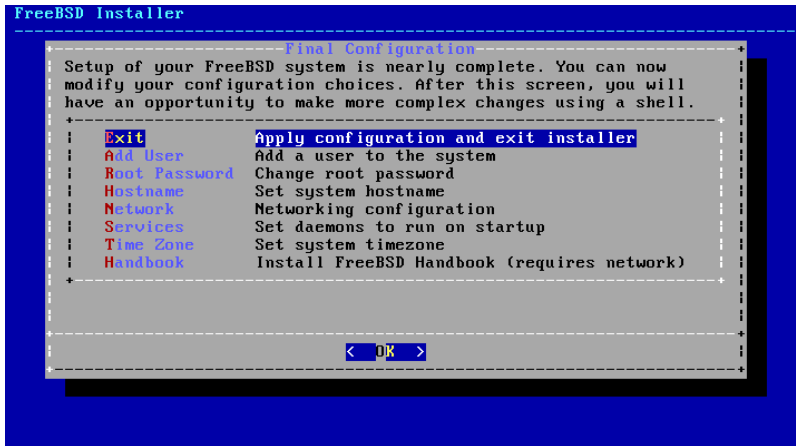 FreeBSD Installer
Final Configuration
Setup of your FreeBSD system is nearly complete. You can now
modify your configuration choices. After this screen, you will
have an opportunity to make more complex changes using a shell.
Exit Apply configuration and exit installer
Add User Add a user to the system
Root Password Change root password
Hostname Set system hostname
Network Networking configuration
Services Set daemons to run on startup
Time Zone Set system timezone
Handbook Install FreeBSD Handbook (requires network)
< OK >